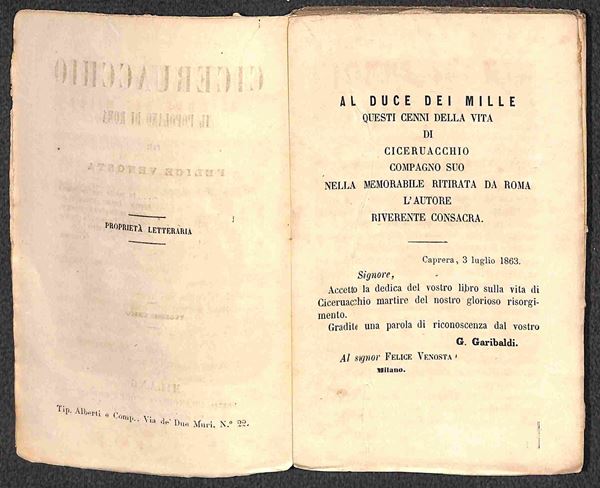 PROPRIETÀ LETTERARIA
Tip. Alberti e Comp., Via de' Due Muri, N.º 22.
AL DUCE DEI MILLE
QUESTI CENNI DELLA VITA
DI
CICERUACCHIO
COMPAGNO SUO
NELLA MEMORABILE RITIRATA DA ROMA
L'AUTORE
RIVERENTE CONSACRA.
Caprera, 3 luglio 1863.
Signore,
Accetto la dedica del vostro libro sulla vita di
Ciceruacchio martire del nostro glorioso risorgi-
mento.
Gradite una parola di riconoscenza dal vostro
G. Garibaldi.
Al signor FELICE VENOSTA
Milano.